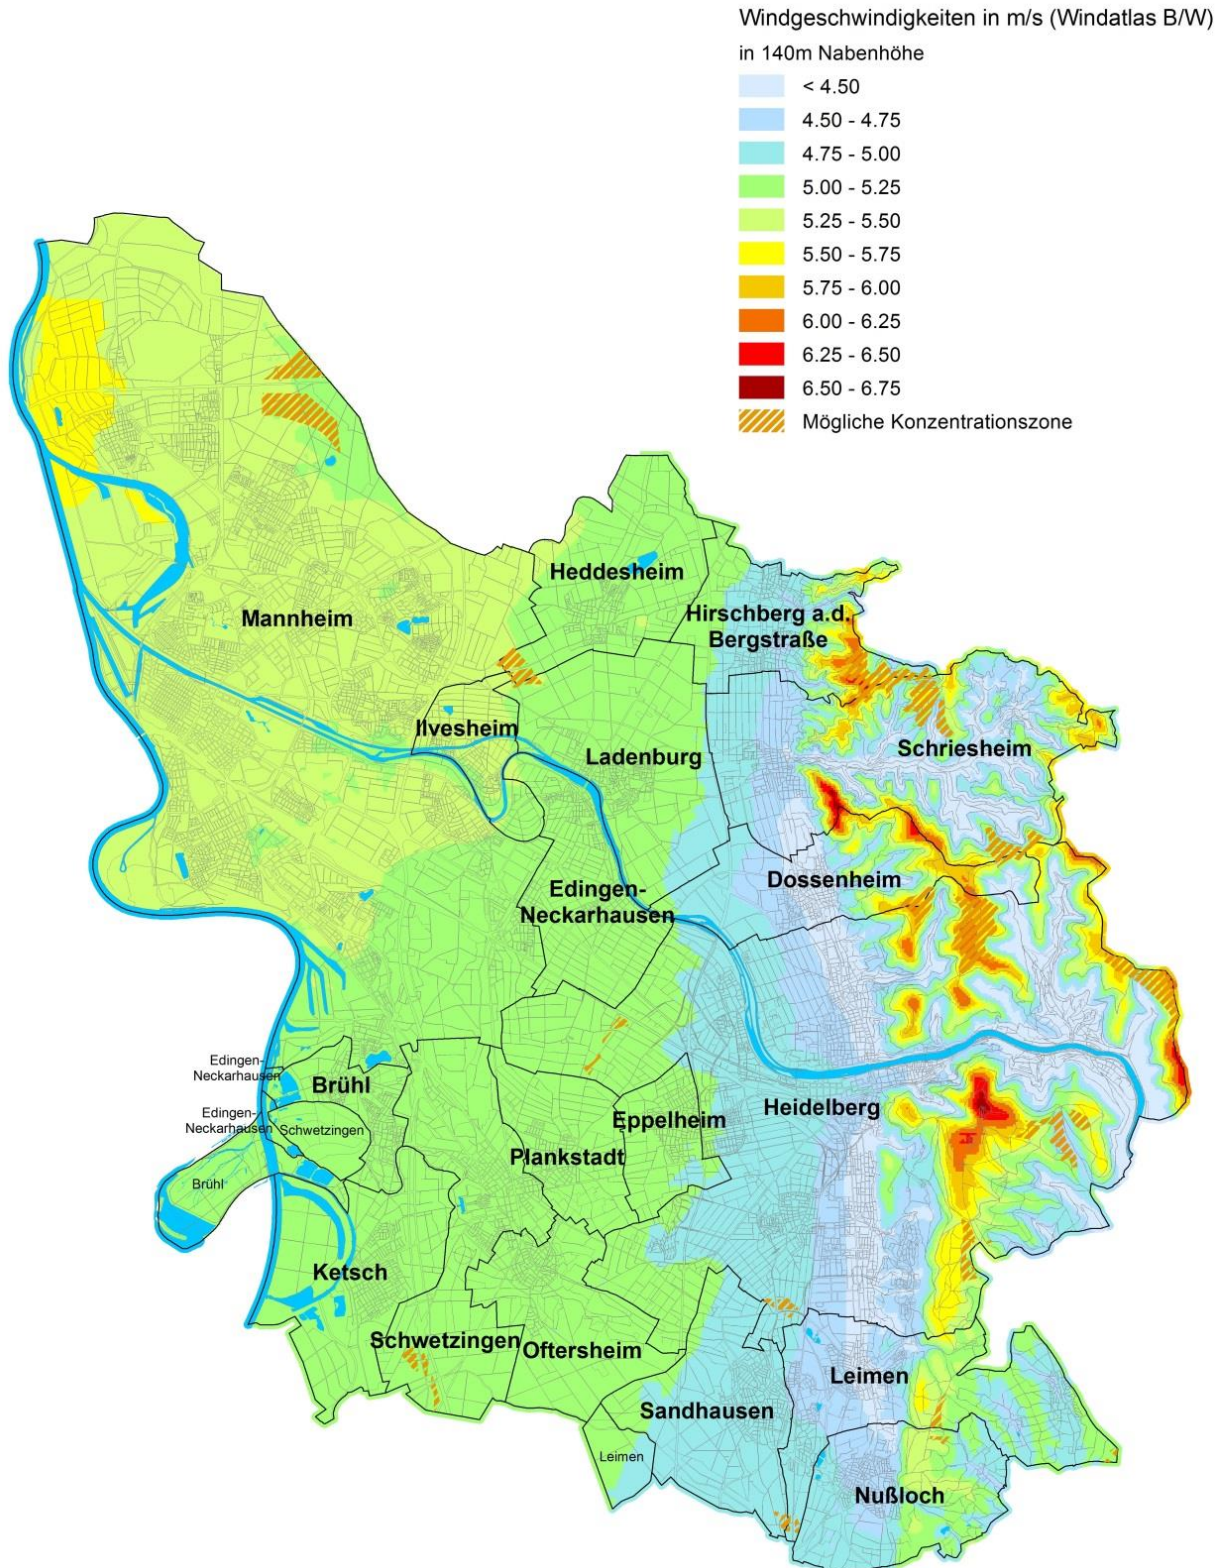 Windgeschwindigkeiten in m/s (Windatlas B/W)
in 140m Nabenhöhe
< 4.50
4.50 - 4.75
4.75 - 5.00
5.00 - 5.25
5.25 - 5.50
5.50 - 5.75
5.75 - 6.00
6.00 - 6.25
6.25 - 6.50
6.50 - 6.75
Mögliche Konzentrationszone
Heddesheim
Mannheim
Hirschberg a.d.
Bergstraße
Ilvesheim
Ladenburg
Schriesheim
Dossenheim
Edingen-
Neckarhausen
Edingen-
Neckarhausen
Brühl
Edingen-
Neckarhausen
Schwetzingen
Eppelheim
Heidelberg
Plankstadt
Brühl
Ketsch
Schwetzingen
Oftersheim
Leimen
Sandhausen
Leimen
Nußloch